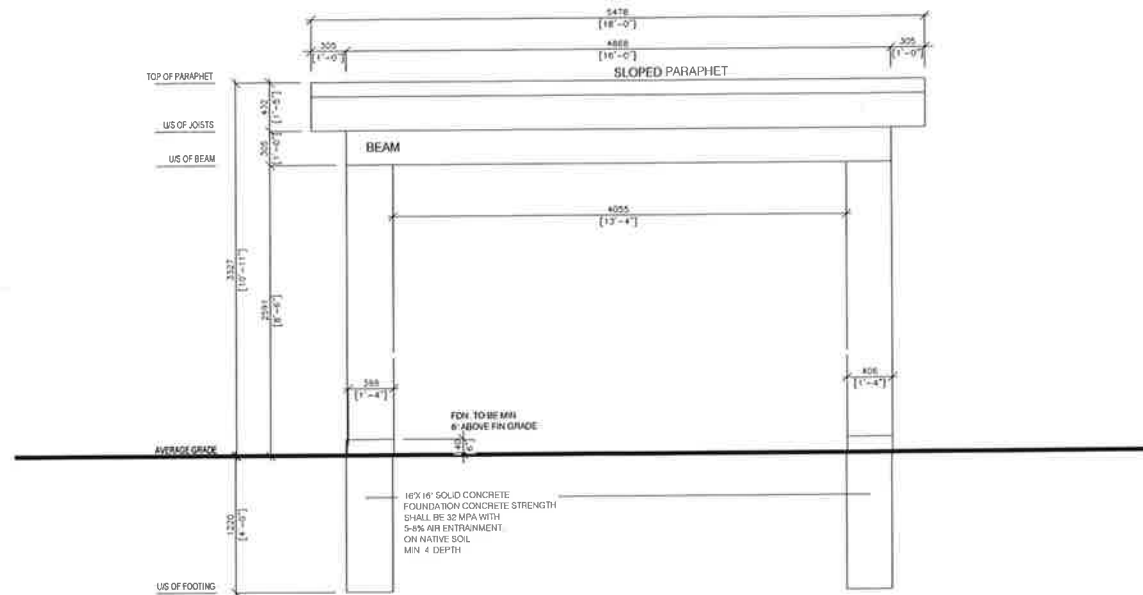 5478
[18'-0"]
305
[1'-0"]
4868
[16'-0"]
305
[1'-0"]
SLOPED PARAPHET
TOP OF PARAPHET
432
[1'-5"]
U/S OF JOISTS
305
[1'-0"]
BEAM
U/S OF BEAM
4055
[13'-4"]
3327
[10'-11"]
2591
[8'-6"]
[1'-4"]
406
[1'-4"]
FDN. TO BE MIN
6" ABOVE FIN GRADE
6"
AVERAGE GRADE
16"X16" SOLID CONCRETE
FOUNDATION CONCRETE STRENGTH
SHALL BE 32 MPA WITH
5-8% AIR ENTRAINMENT.
ON NATIVE SOIL
MIN 4 DEPTH
1220
[4'-0"]
U/S OF FOOTING